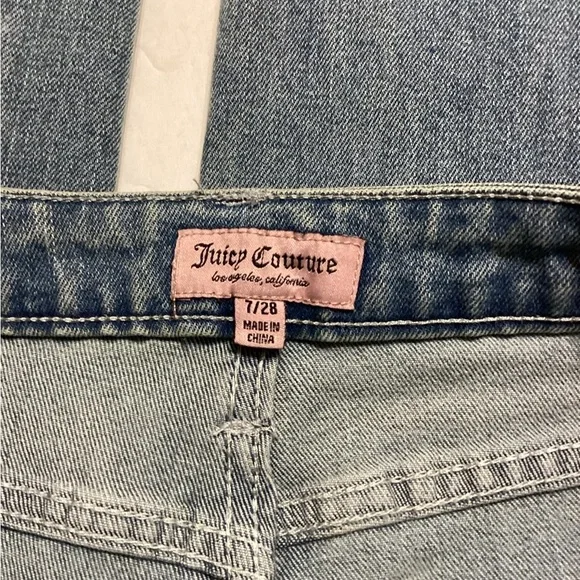 Juicy Couture
los angeles, california
7/28
MADE IN
CHINA